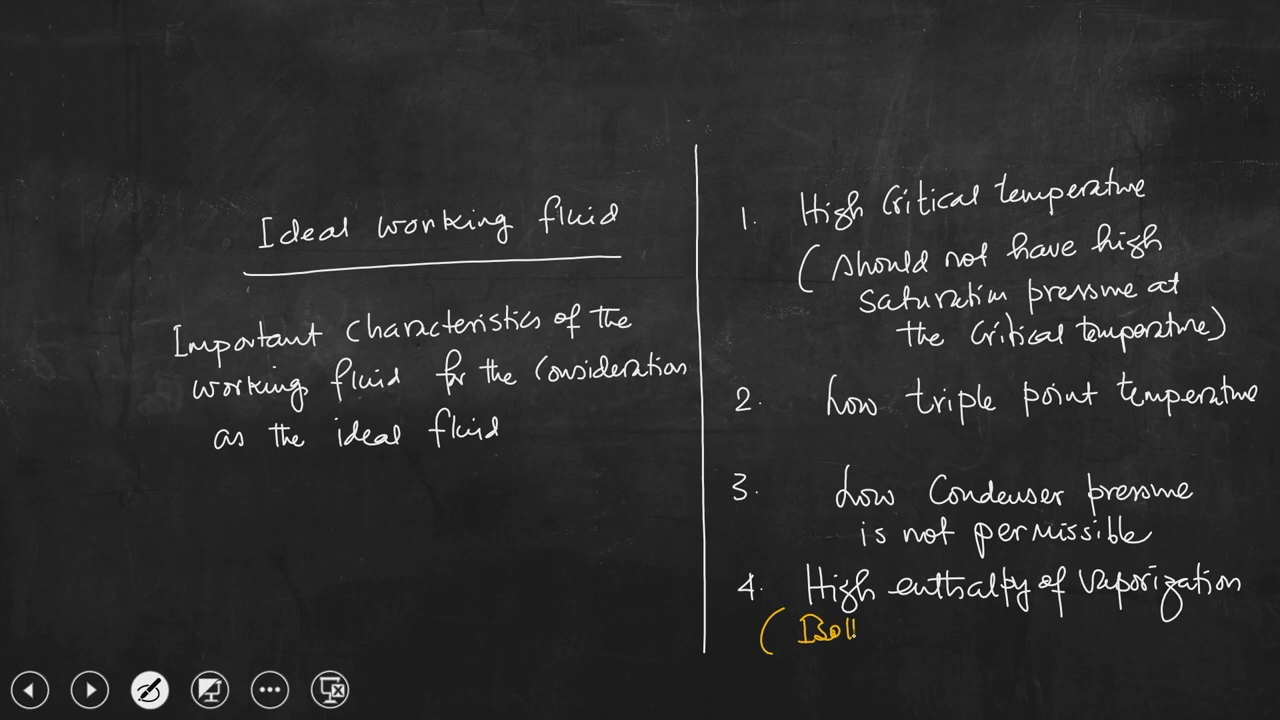 Ideal working fluid
Important characteristics of the
working fluid for the consideration
as the ideal fluid
1. High critical temperature
(should not have high
saturation pressure at
the critical temperature)
2. Low triple point temperature
3. Low Condenser pressure
is not permissible
4. High enthalpy of vaporization
(